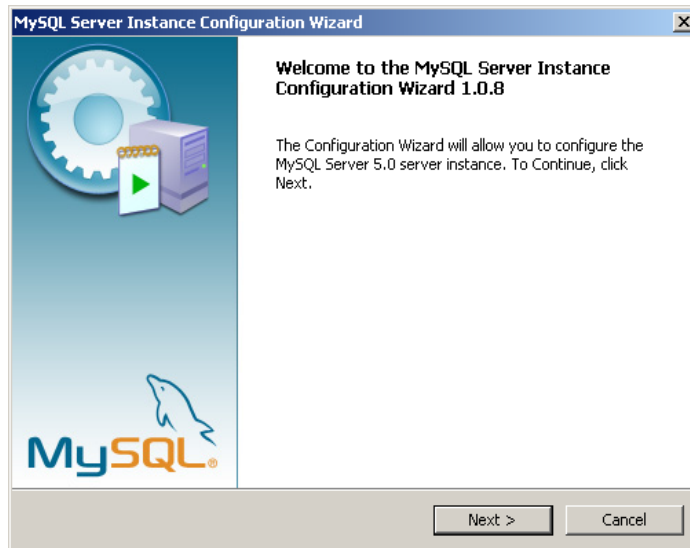 MySQL Server Instance Configuration Wizard
Welcome to the MySQL Server Instance
Configuration Wizard 1.0.8
The Configuration Wizard will allow you to configure the
MySQL Server 5.0 server instance. To Continue, click
Next.
MySQL®
Next >
Cancel